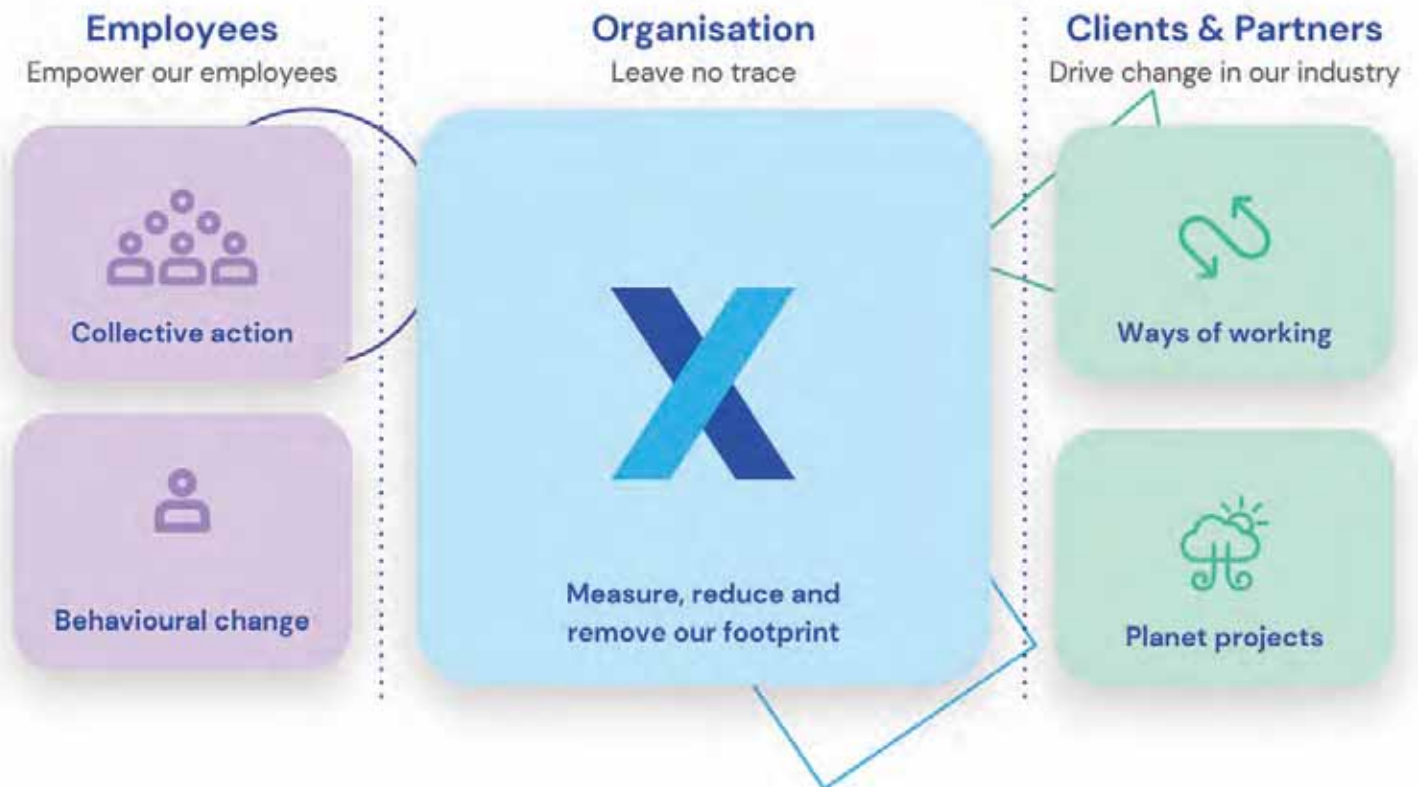 Employees
Empower our employees
Collective action
Behavioural change
Organisation
Leave no trace
Measure, reduce and
remove our footprint
Clients & Partners
Drive change in our industry
Ways of working
Planet projects